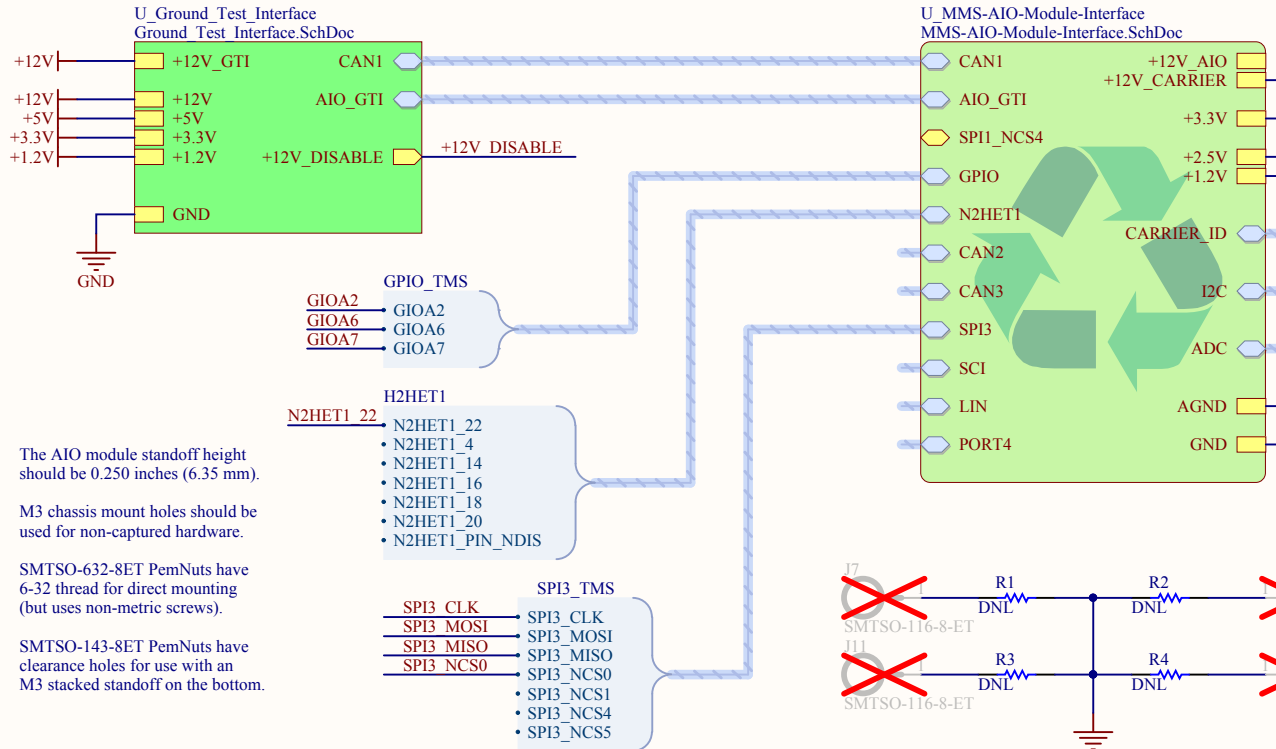 U_Ground_Test_Interface
Ground_Test_Interface.SchDoc
+12V
+12V_GTI
CAN1
+12V
+12V
AIO_GTI
+5V
+5V
+3.3V
+3.3V
+1.2V
+1.2V
+12V_DISABLE
+12V_DISABLE
GND
GND
U_MMS-AIO-Module-Interface
MMS-AIO-Module-Interface.SchDoc
CAN1
+12V_AIO
+12V_CARRIER
AIO_GTI
+3.3V
SPI1_NCS4
+2.5V
GPIO
+1.2V
N2HET1
CARRIER_ID
CAN2
CAN3
I2C
SPI3
ADC
SCI
LIN
AGND
PORT4
GND
GPIO_TMS
GIOA2
GIOA2
GIOA6
GIOA6
GIOA7
GIOA7
H2HET1
N2HET1_22
N2HET1_22
N2HET1_4
N2HET1_14
N2HET1_16
N2HET1_18
N2HET1_20
N2HET1_PIN_NDIS
The AIO module standoff height
should be 0.250 inches (6.35 mm).
M3 chassis mount holes should be
used for non-captured hardware.
SMTSO-632-8ET PemNuts have
6-32 thread for direct mounting
(but uses non-metric screws).
SMTSO-143-8ET PemNuts have
clearance holes for use with an
M3 stacked standoff on the bottom.
SPI3_TMS
SPI3_CLK
SPI3_CLK
SPI3_MOSI
SPI3_MOSI
SPI3_MISO
SPI3_MISO
SPI3_NCS0
SPI3_NCS0
SPI3_NCS1
SPI3_NCS4
SPI3_NCS5
J7
1
R1
DNL
R2
DNL
1
SMTSO-116-8-ET
J11
1
R3
DNL
R4
DNL
1
SMTSO-116-8-ET